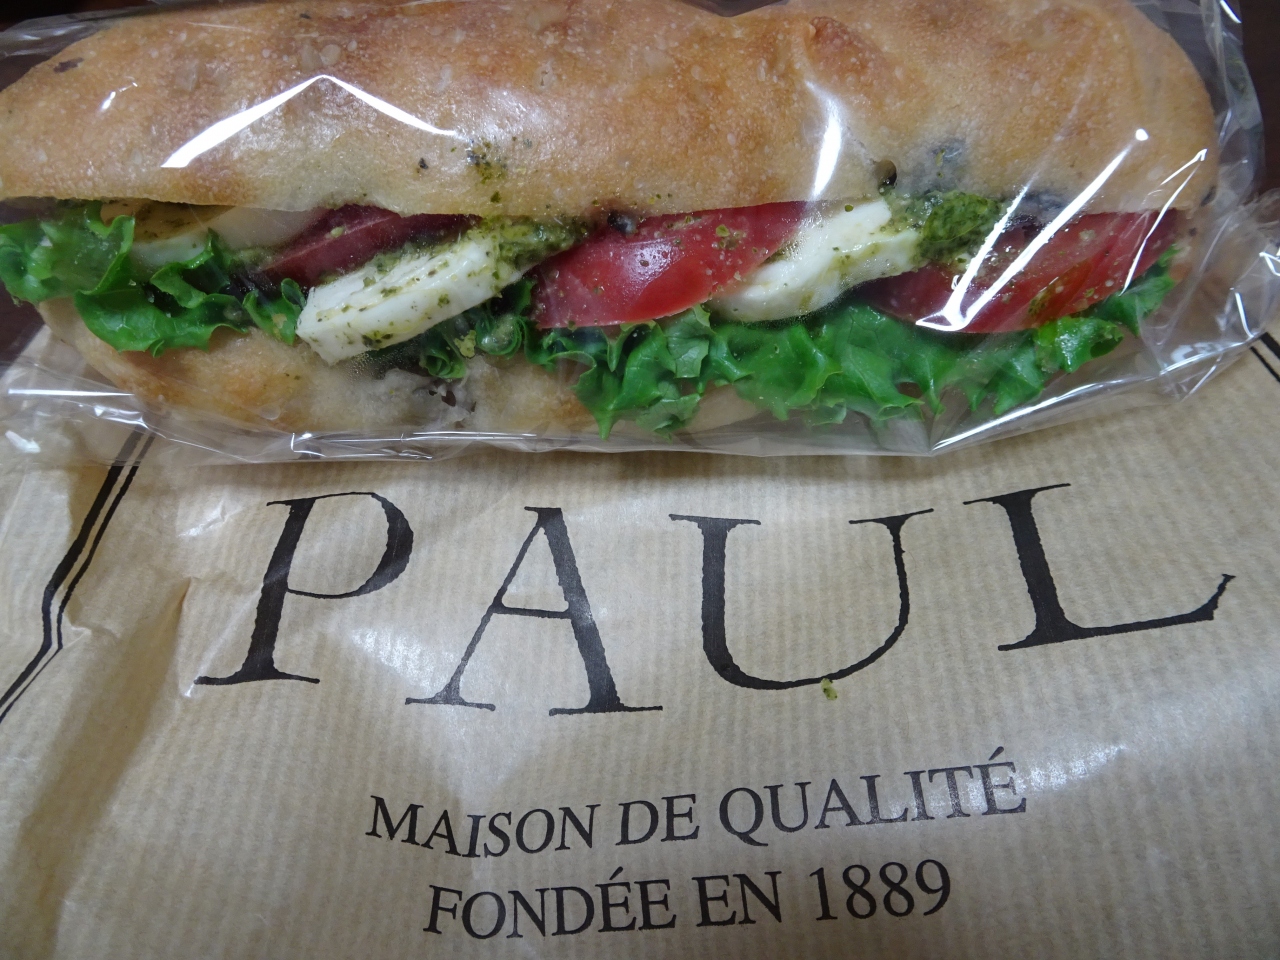 PAUL
MAISON DE QUALITÉ
FONDÉE EN 1889